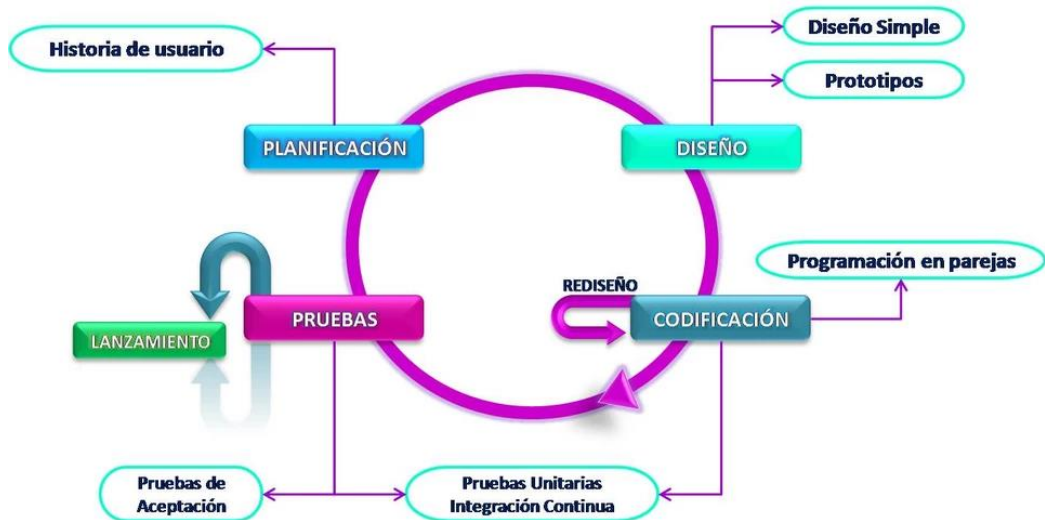 Historia de usuario
Diseño Simple
Prototipos
PLANIFICACIÓN
DISEÑO
Programación en parejas
REDISEÑO
PRUEBAS
CODIFICACIÓN
LANZAMIENTO
Pruebas de
Aceptación
Pruebas Unitarias
Integración Continua